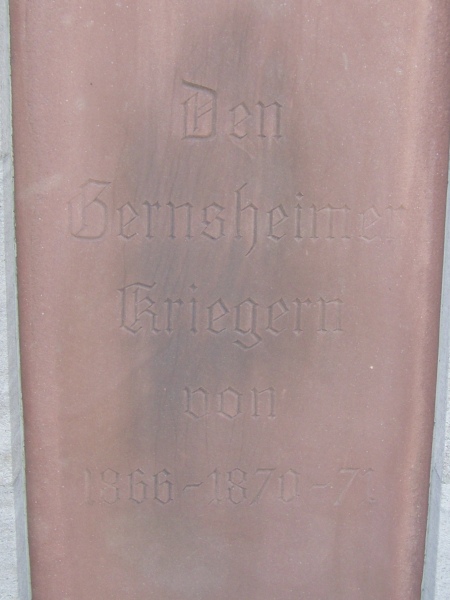 Den
Gernsheimer
Kriegern
von
1866 - 1870 - 71